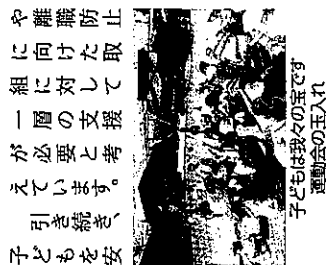 や離職防止
に向けた取
組に対して
一層の支援
が必要と考
えています。
引き続き、
子どもを安
子どもは我々の宝です
運動会の玉入れ